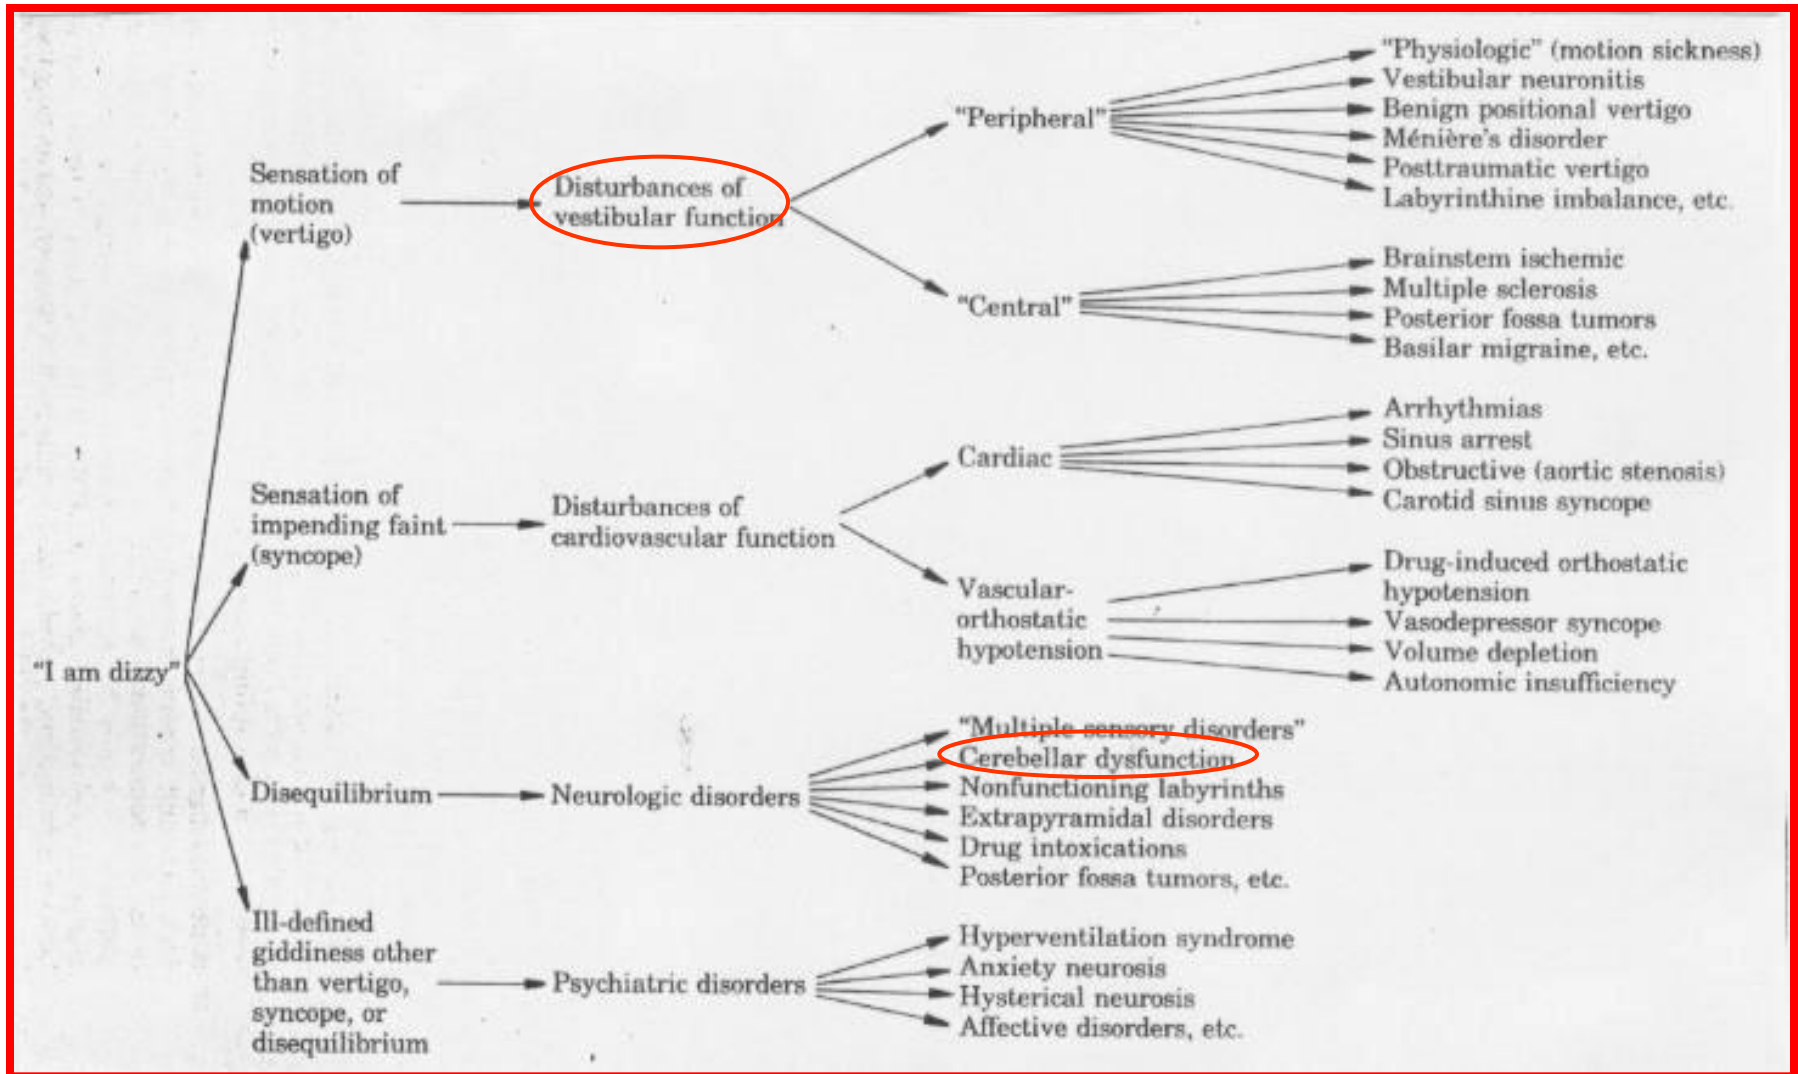 "I am dizzy"
Sensation of
motion
(vertigo)
Disturbances of
vestibular function
"Peripheral"
"Physiologic" (motion sickness)
Vestibular neuronitis
Benign positional vertigo
Ménière's disorder
Posttraumatic vertigo
Labyrinthine imbalance, etc.
"Central"
Brainstem ischemic
Multiple sclerosis
Posterior fossa tumors
Basilar migraine, etc.
Sensation of
impending faint
(syncope)
Disturbances of
cardiovascular function
Cardiac
Arrhythmias
Sinus arrest
Obstructive (aortic stenosis)
Carotid sinus syncope
Vascular-
orthostatic
hypotension
Drug-induced orthostatic
hypotension
Vasodepressor syncope
Volume depletion
Autonomic insufficiency
Disequilibrium
Neurologic disorders
"Multiple sensory disorders"
Cerebellar dysfunction
Nonfunctioning labyrinths
Extrapyramidal disorders
Drug intoxications
Posterior fossa tumors, etc.
Ill-defined
giddiness other
than vertigo,
syncope, or
disequilibrium
Psychiatric disorders
Hyperventilation syndrome
Anxiety neurosis
Hysterical neurosis
Affective disorders, etc.